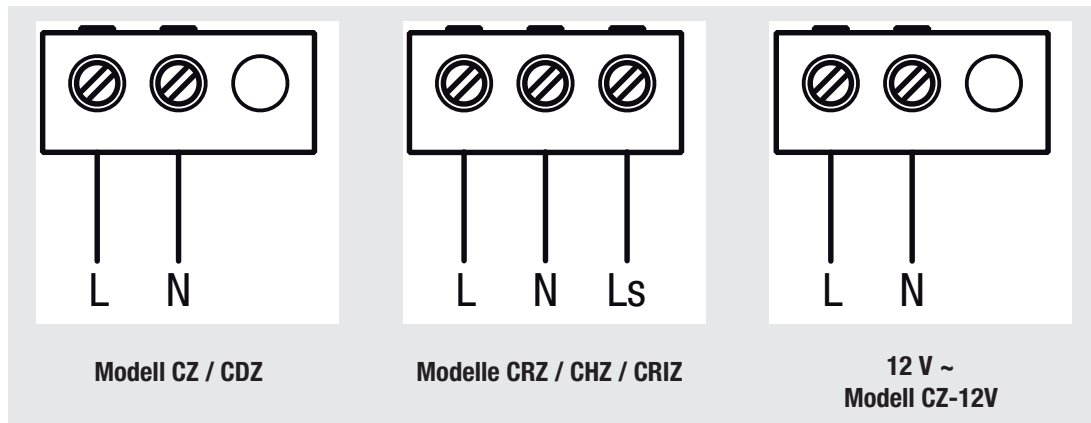 L N
Modell CZ / CDZ
L N Ls
Modelle CRZ / CHZ / CRIZ
L N
12 V ~
Modell CZ-12V